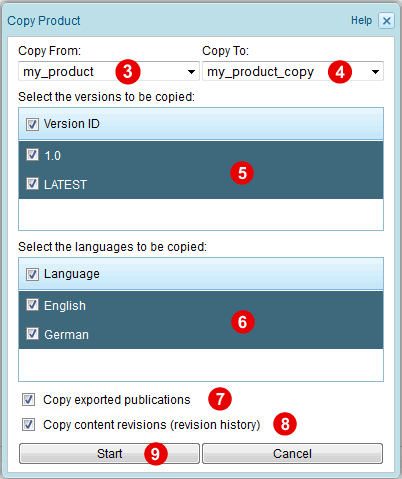 Copy Product Help
Copy From: Copy To:
my_product 3 my_product_copy 4
Select the versions to be copied:
Version ID
1.0
5
LATEST
Select the languages to be copied:
Language
English
6
German
Copy exported publications 7
Copy content revisions (revision history) 8
Start 9 Cancel